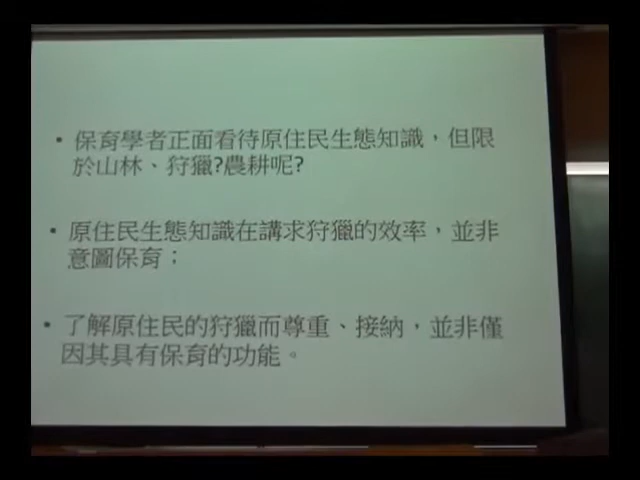 • 保育學者正面看待原住民生態知識，但限
於山林、狩獵?農耕呢?
• 原住民生態知識在講求狩獵的效率，並非
意圖保育；
• 了解原住民的狩獵而尊重、接納，並非僅
因其具有保育的功能。